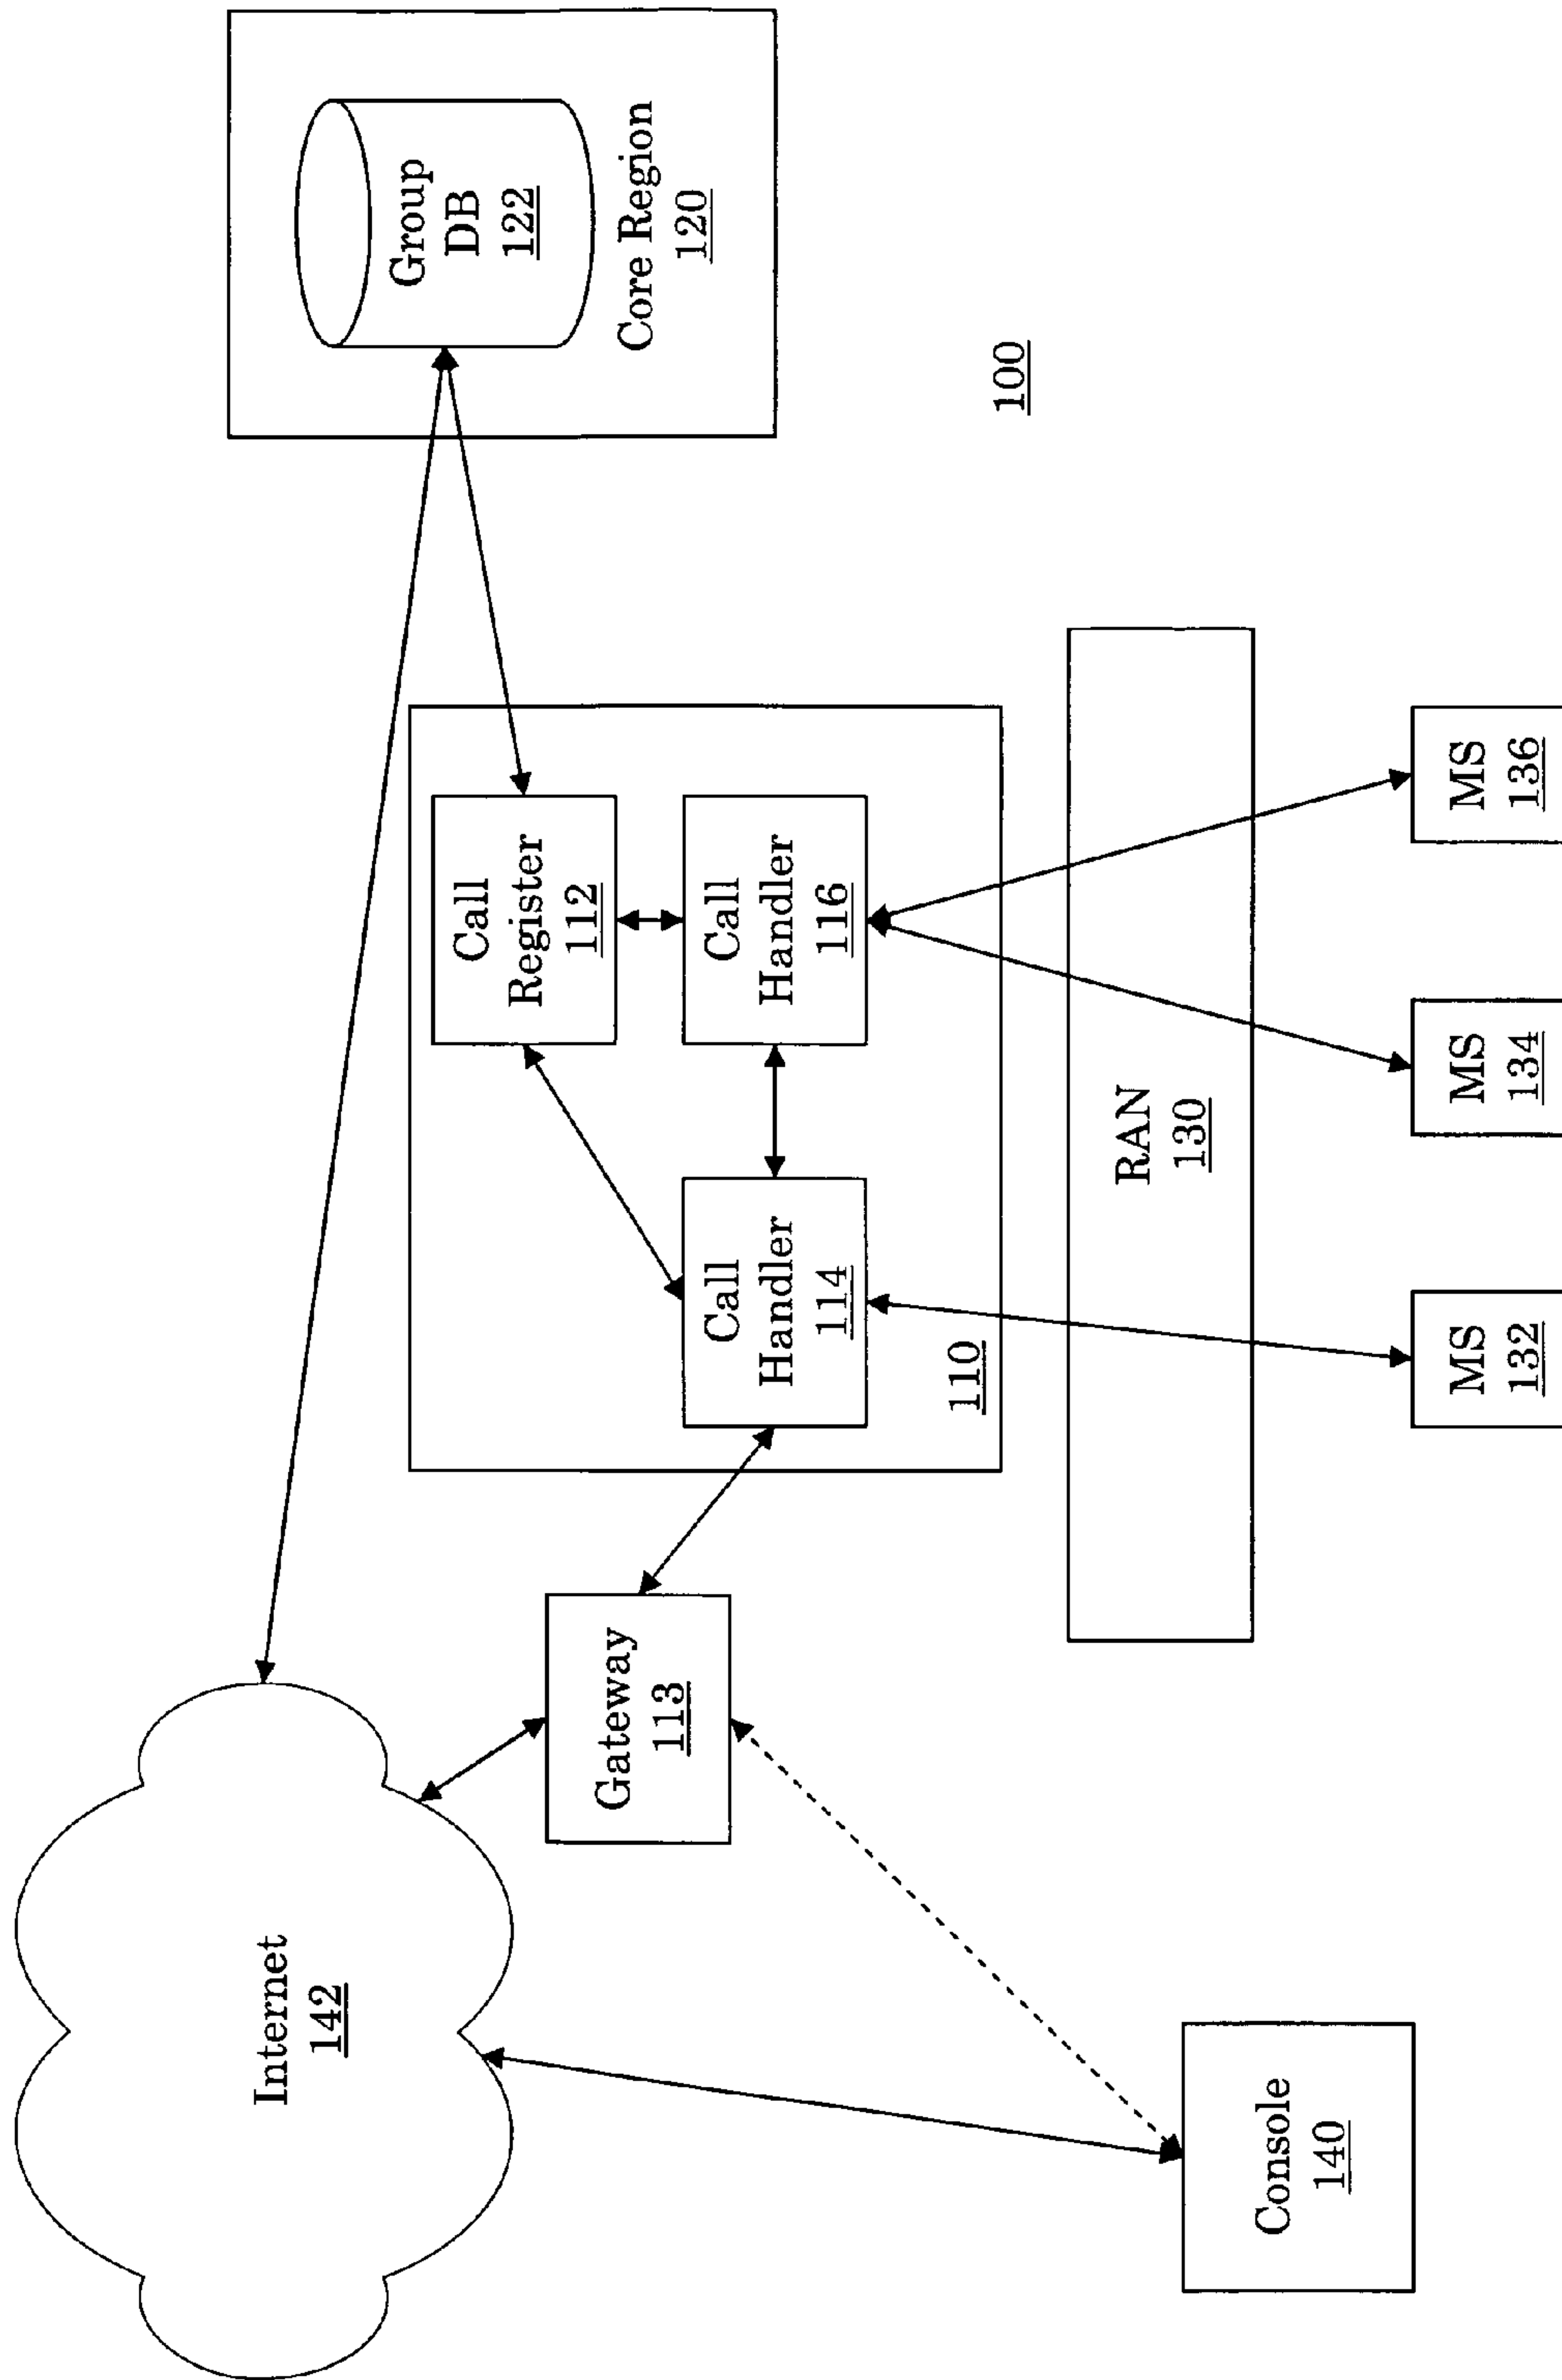 Internet
142
Group
DB
122
Core Region
120
100
Call
Register
112
Gateway
113
Call
Handler
114
Call
Handler
116
110
RAN
130
Console
140
MS
132
MS
134
MS
136